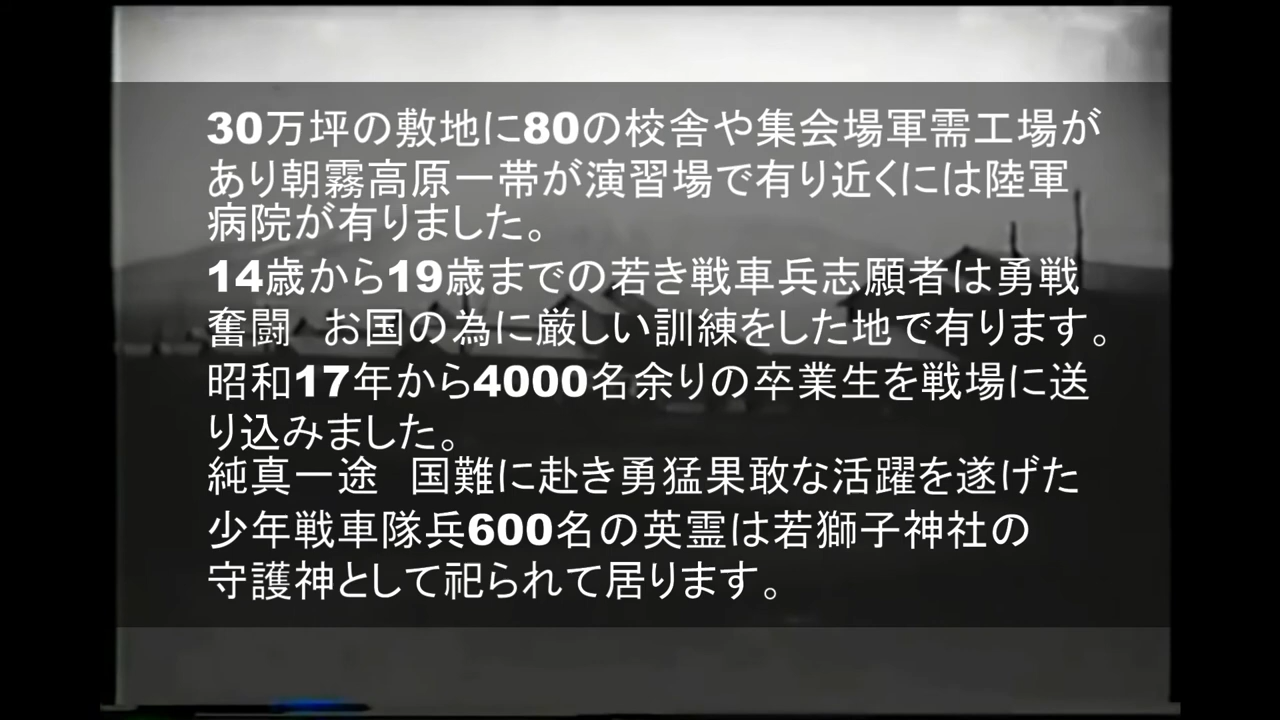 30万坪の敷地に80の校舎や集会場軍需工場が
あり朝霧高原一帯が演習場で有り近くには陸軍
病院が有りました。
14歳から19歳までの若き戦車兵志願者は勇戦
奮闘　お国の為に厳しい訓練をした地で有ります。
昭和17年から4000名余りの卒業生を戦場に送
り込みました。
純真一途　国難に赴き勇猛果敢な活躍を遂げた
少年戦車隊兵600名の英霊は若獅子神社の
守護神として祀られて居ります。